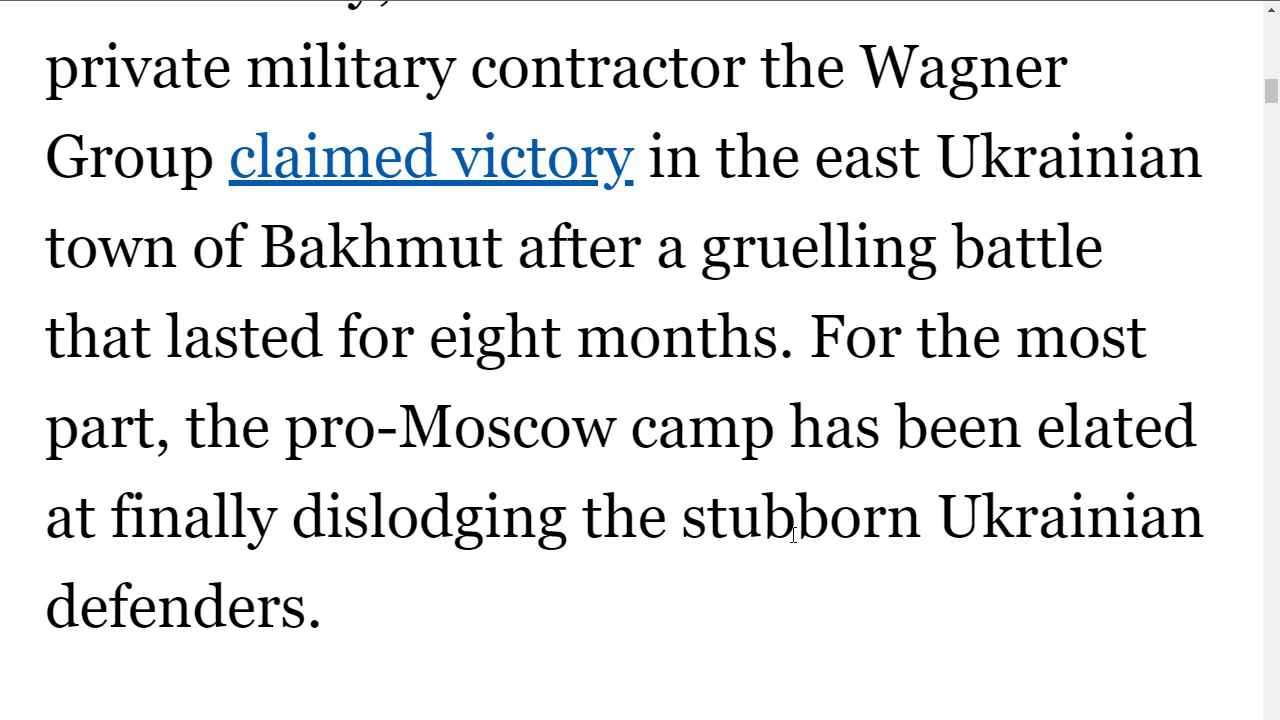 private military contractor the Wagner
Group claimed victory in the east Ukrainian
town of Bakhmut after a gruelling battle
that lasted for eight months. For the most
part, the pro-Moscow camp has been elated
at finally dislodging the stubborn Ukrainian
defenders.